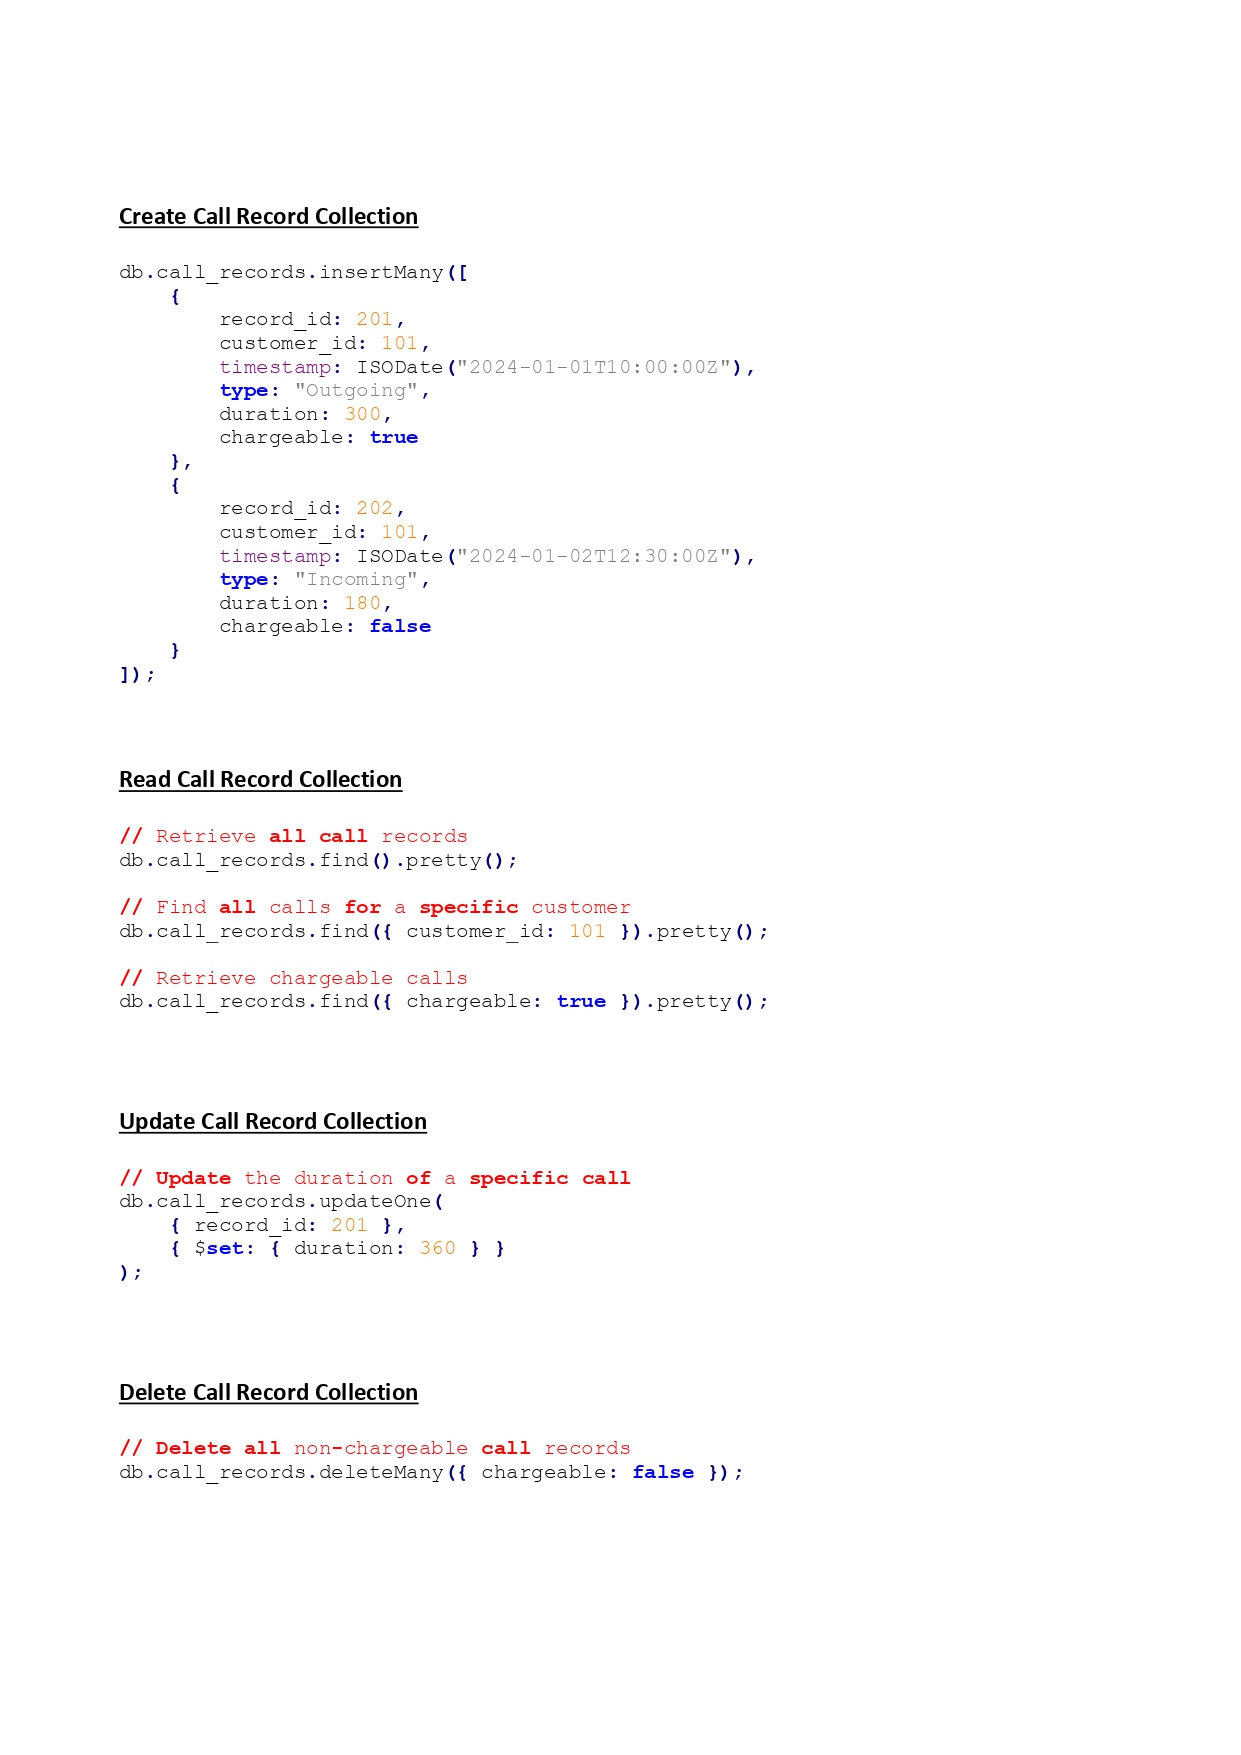 Create Call Record Collection
db.call_records.insertMany([
    {
        record_id: 201,
        customer_id: 101,
        timestamp: ISODate("2024-01-01T10:00:00Z"),
        type: "Outgoing",
        duration: 300,
        chargeable: true
    },
    {
        record_id: 202,
        customer_id: 101,
        timestamp: ISODate("2024-01-02T12:30:00Z"),
        type: "Incoming",
        duration: 180,
        chargeable: false
    }
]);
Read Call Record Collection
// Retrieve all call records
db.call_records.find().pretty();
// Find all calls for a specific customer
db.call_records.find({ customer_id: 101 }).pretty();
// Retrieve chargeable calls
db.call_records.find({ chargeable: true }).pretty();
Update Call Record Collection
// Update the duration of a specific call
db.call_records.updateOne(
    { record_id: 201 },
    { $set: { duration: 360 } }
);
Delete Call Record Collection
// Delete all non-chargeable call records
db.call_records.deleteMany({ chargeable: false });